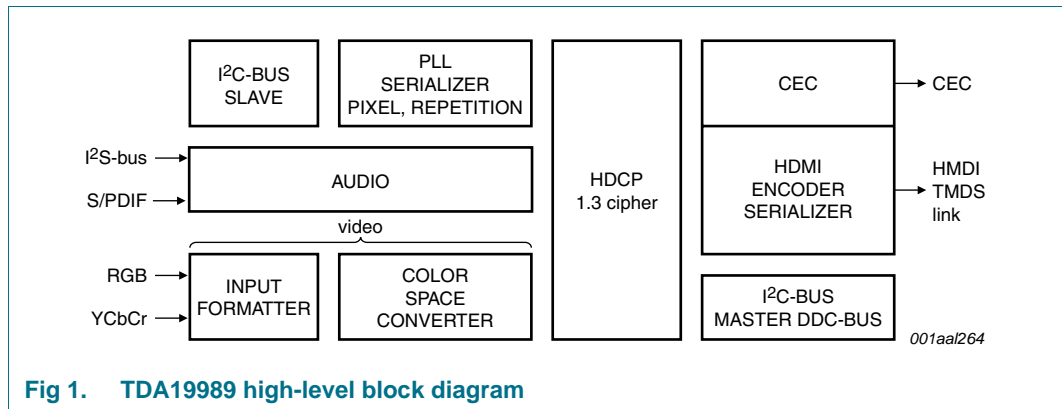 I²C-BUS
SLAVE
PLL
SERIALIZER
PIXEL, REPETITION
I²S-bus
S/PDIF
AUDIO
video
RGB
YCbCr
INPUT
FORMATTER
COLOR
SPACE
CONVERTER
HDCP
1.3 cipher
CEC
CEC
HDMI
ENCODER
SERIALIZER
HMDI
TMDS
link
I²C-BUS
MASTER DDC-BUS
001aal264
Fig 1. TDA19989 high-level block diagram